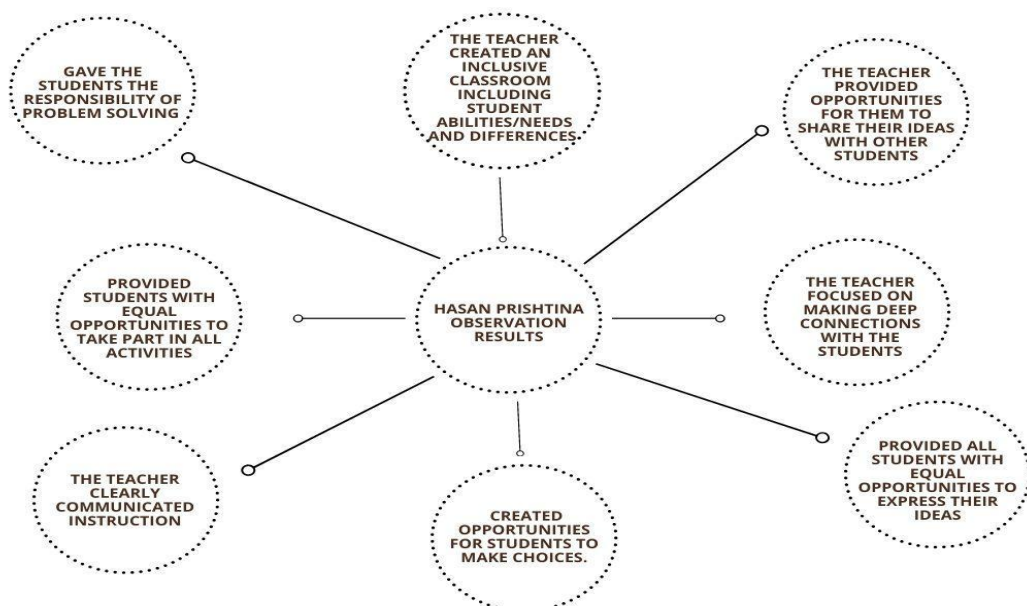 GAVE THE
STUDENTS THE
RESPONSIBILITY OF
PROBLEM SOLVING
THE TEACHER
CREATED AN
INCLUSIVE
CLASSROOM
INCLUDING
STUDENT
ABILITIES/NEEDS
AND DIFFERENCES
THE TEACHER
PROVIDED
OPPORTUNITIES
FOR THEM TO
SHARE THEIR IDEAS
WITH OTHER
STUDENTS
PROVIDED
STUDENTS WITH
EQUAL
OPPORTUNITIES TO
TAKE PART IN ALL
ACTIVITIES
HASAN PRISHTINA
OBSERVATION
RESULTS
THE TEACHER
FOCUSED ON
MAKING DEEP
CONNECTIONS
WITH THE
STUDENTS
THE TEACHER
CLEARLY
COMMUNICATED
INSTRUCTION
CREATED
OPPORTUNITIES
FOR STUDENTS TO
MAKE CHOICES.
PROVIDED ALL
STUDENTS WITH
EQUAL
OPPORTUNITIES TO
EXPRESS THEIR
IDEAS